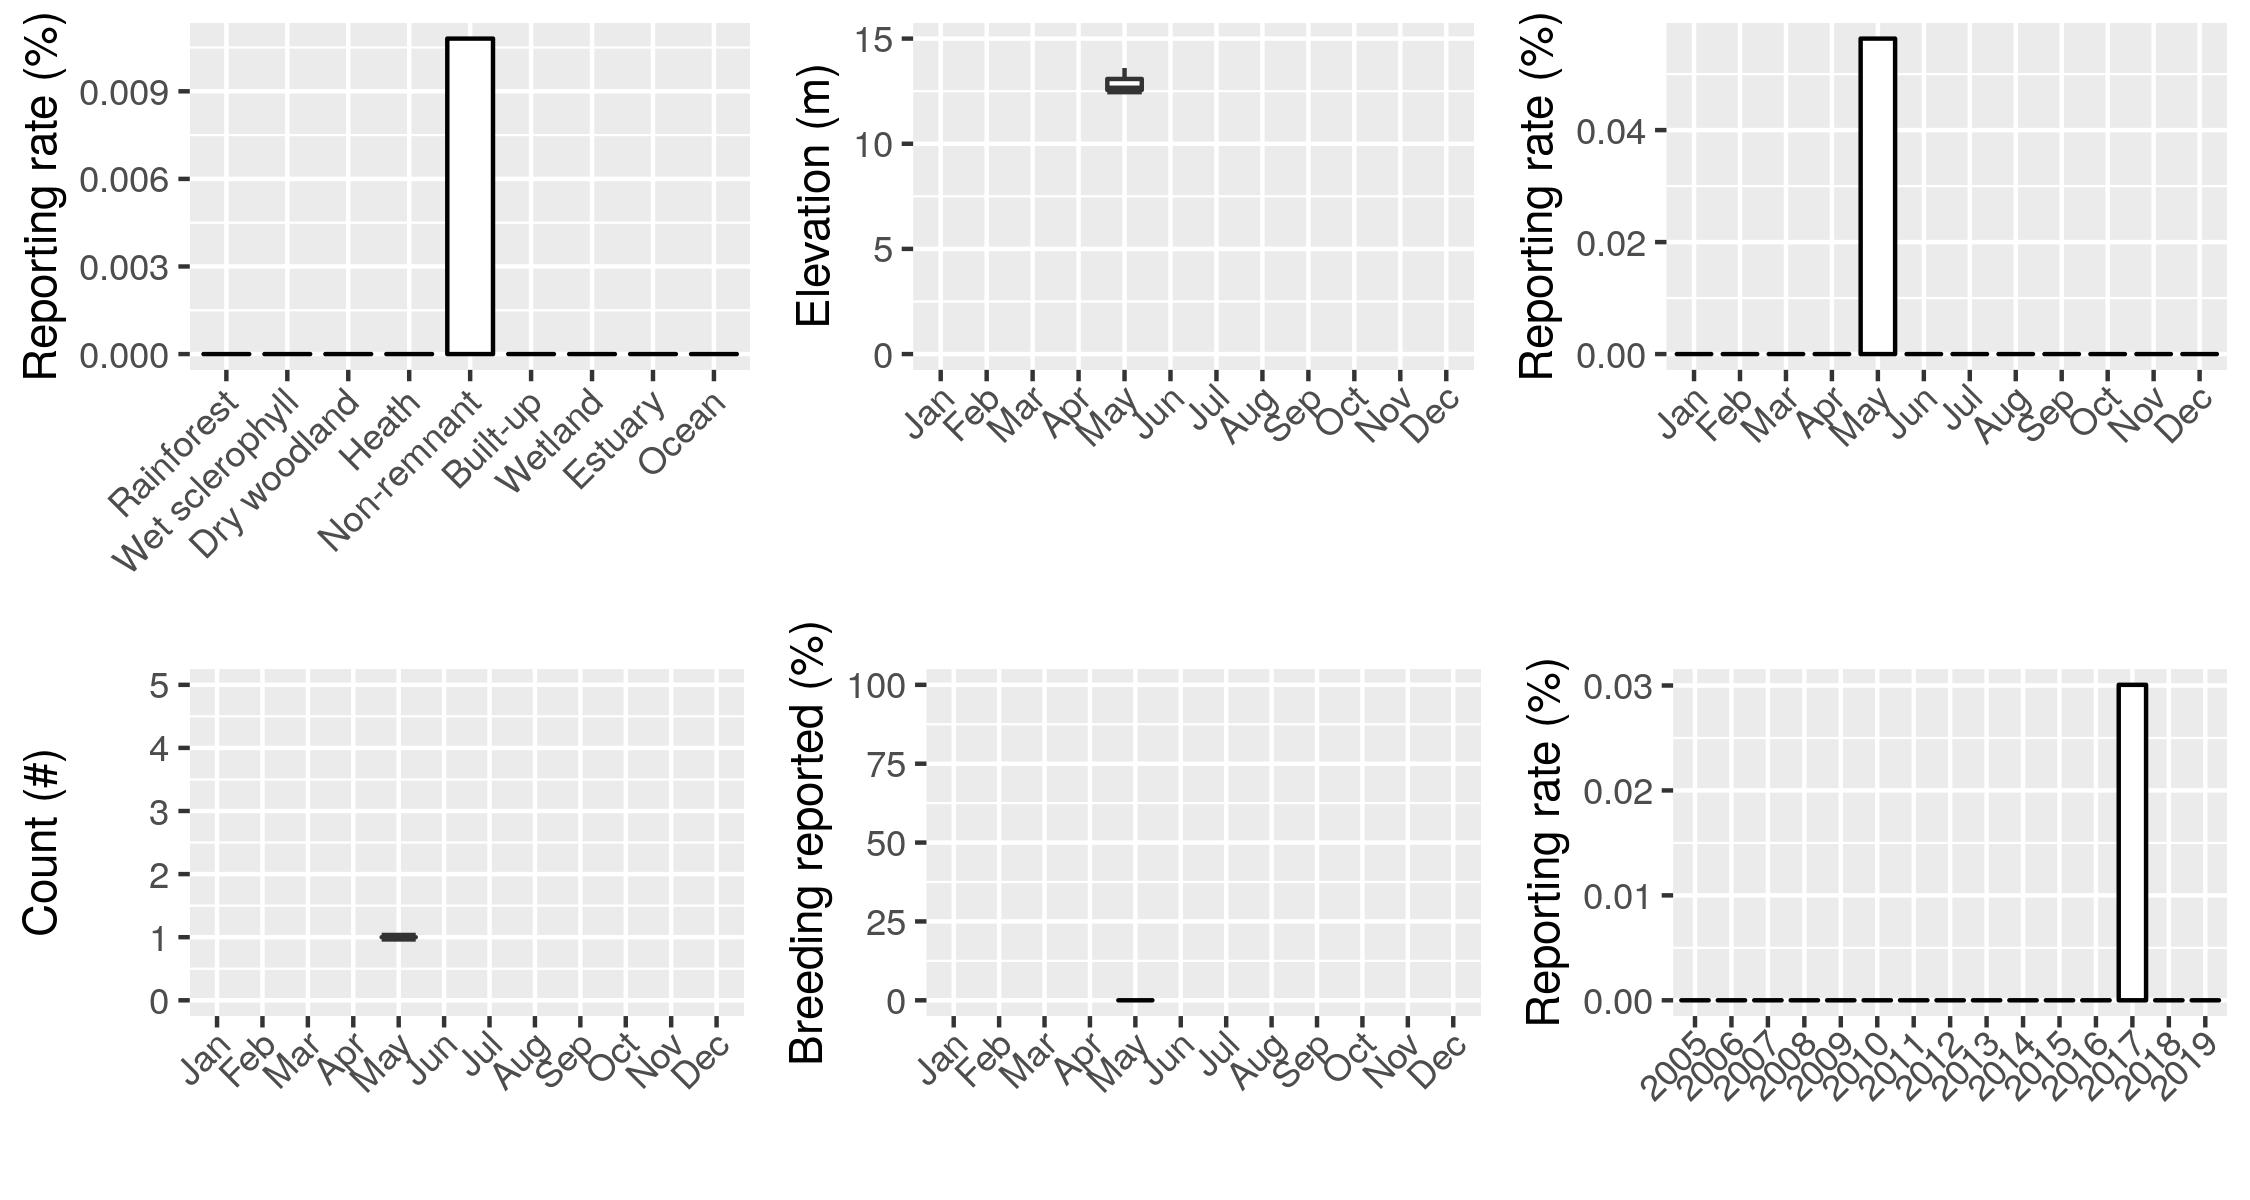 Reporting rate (%)
0.009
0.006
0.003
0.000
Rainforest
Wet sclerophyll
Dry woodland
Heath
Non-remnant
Built-up
Wetland
Estuary
Ocean
Elevation (m)
15
10
5
0
Jan
Feb
Mar
Apr
May
Jun
Jul
Aug
Sep
Oct
Nov
Dec
Reporting rate (%)
0.04
0.02
0.00
Jan
Feb
Mar
Apr
May
Jun
Jul
Aug
Sep
Oct
Nov
Dec
Count (#)
5
4
3
2
1
0
Jan
Feb
Mar
Apr
May
Jun
Jul
Aug
Sep
Oct
Nov
Dec
Breeding reported (%)
100
75
50
25
0
Jan
Feb
Mar
Apr
May
Jun
Jul
Aug
Sep
Oct
Nov
Dec
Reporting rate (%)
0.03
0.02
0.01
0.00
2005
2006
2007
2008
2009
2010
2011
2012
2013
2014
2015
2016
2017
2018
2019